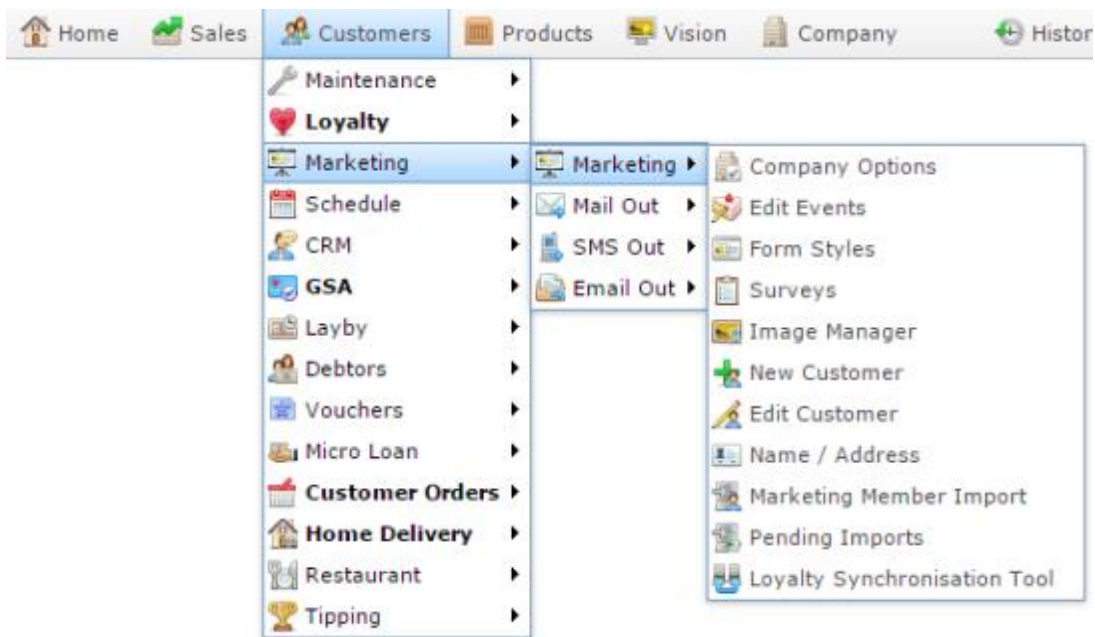 Home Sales Customers Products Vision Company Histor
Maintenance
Loyalty
Marketing
Schedule
CRM
GSA
Layby
Debtors
Vouchers
Micro Loan
Customer Orders
Home Delivery
Restaurant
Tipping
Marketing
Mail Out
SMS Out
Email Out
Company Options
Edit Events
Form Styles
Surveys
Image Manager
New Customer
Edit Customer
Name / Address
Marketing Member Import
Pending Imports
Loyalty Synchronisation Tool